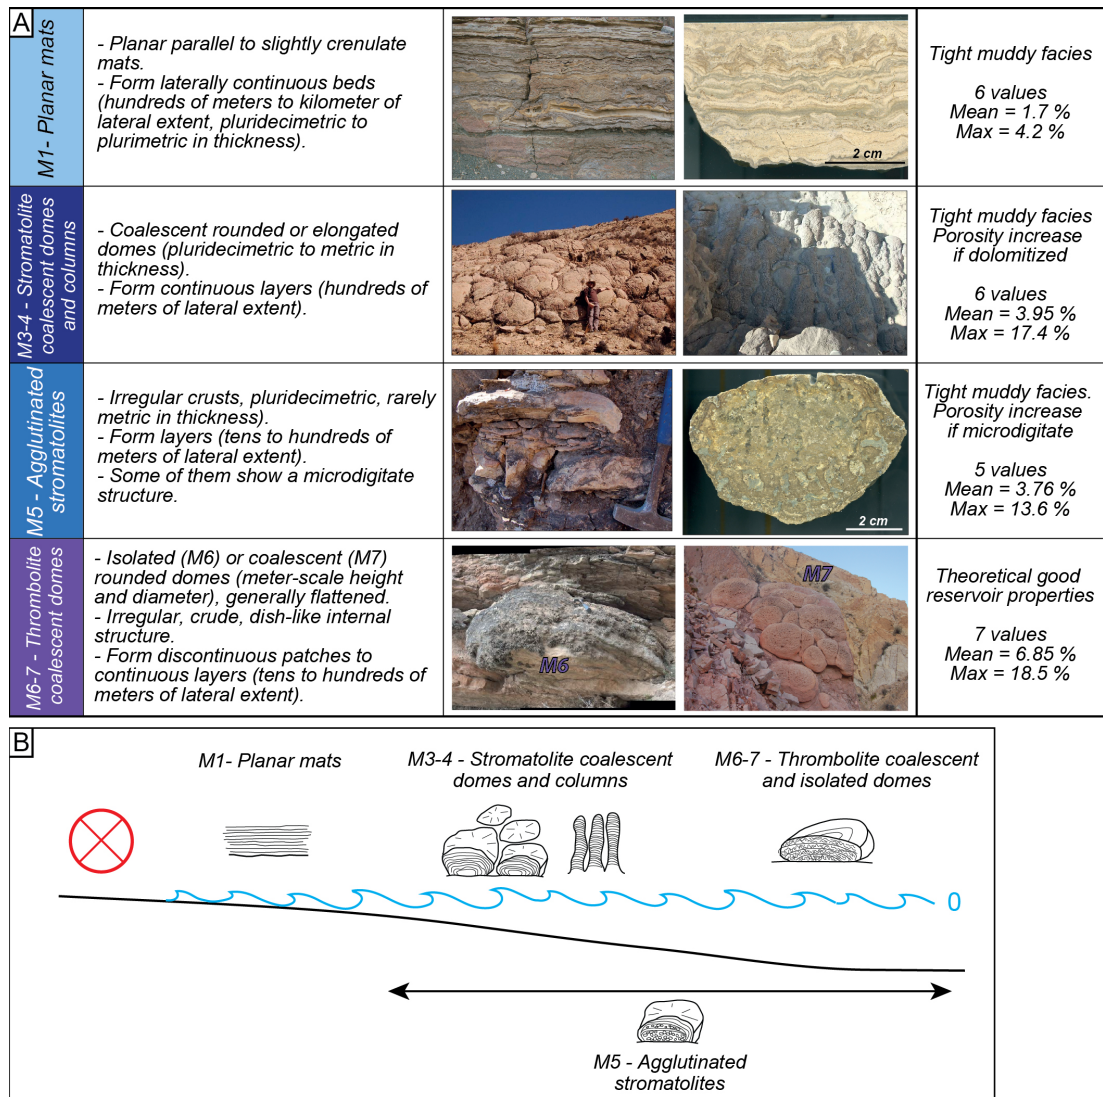 A
M1- Planar mats
- Planar parallel to slightly crenulate
mats.
- Form laterally continuous beds
(hundreds of meters to kilometer of
lateral extent, pluridecimetric to
plurimetric in thickness).
2 cm
Tight muddy facies
6 values
Mean = 1.7 %
Max = 4.2 %
M3-4 - Stromatolite
coalescent domes
and columns
- Coalescent rounded or elongated
domes (pluridecimetric to metric in
thickness).
- Form continuous layers (hundreds of
meters of lateral extent).
Tight muddy facies
Porosity increase
if dolomitized
6 values
Mean = 3.95 %
Max = 17.4 %
M5 - Agglutinated
stromatolites
- Irregular crusts, pluridecimetric, rarely
metric in thickness).
- Form layers (tens to hundreds of
meters of lateral extent).
- Some of them show a microdigitate
structure.
2 cm
Tight muddy facies.
Porosity increase
if microdigitate
5 values
Mean = 3.76 %
Max = 13.6 %
M6-7 - Thrombolite
coalescent domes
- Isolated (M6) or coalescent (M7)
rounded domes (meter-scale height
and diameter), generally flattened.
- Irregular, crude, dish-like internal
structure.
- Form discontinuous patches to
continuous layers (tens to hundreds of
meters of lateral extent).
M6
M7
Theoretical good
reservoir properties
7 values
Mean = 6.85 %
Max = 18.5 %
B
M1- Planar mats
M3-4 - Stromatolite coalescent
domes and columns
M6-7 - Thrombolite coalescent
and isolated domes
0
M5 - Agglutinated
stromatolites